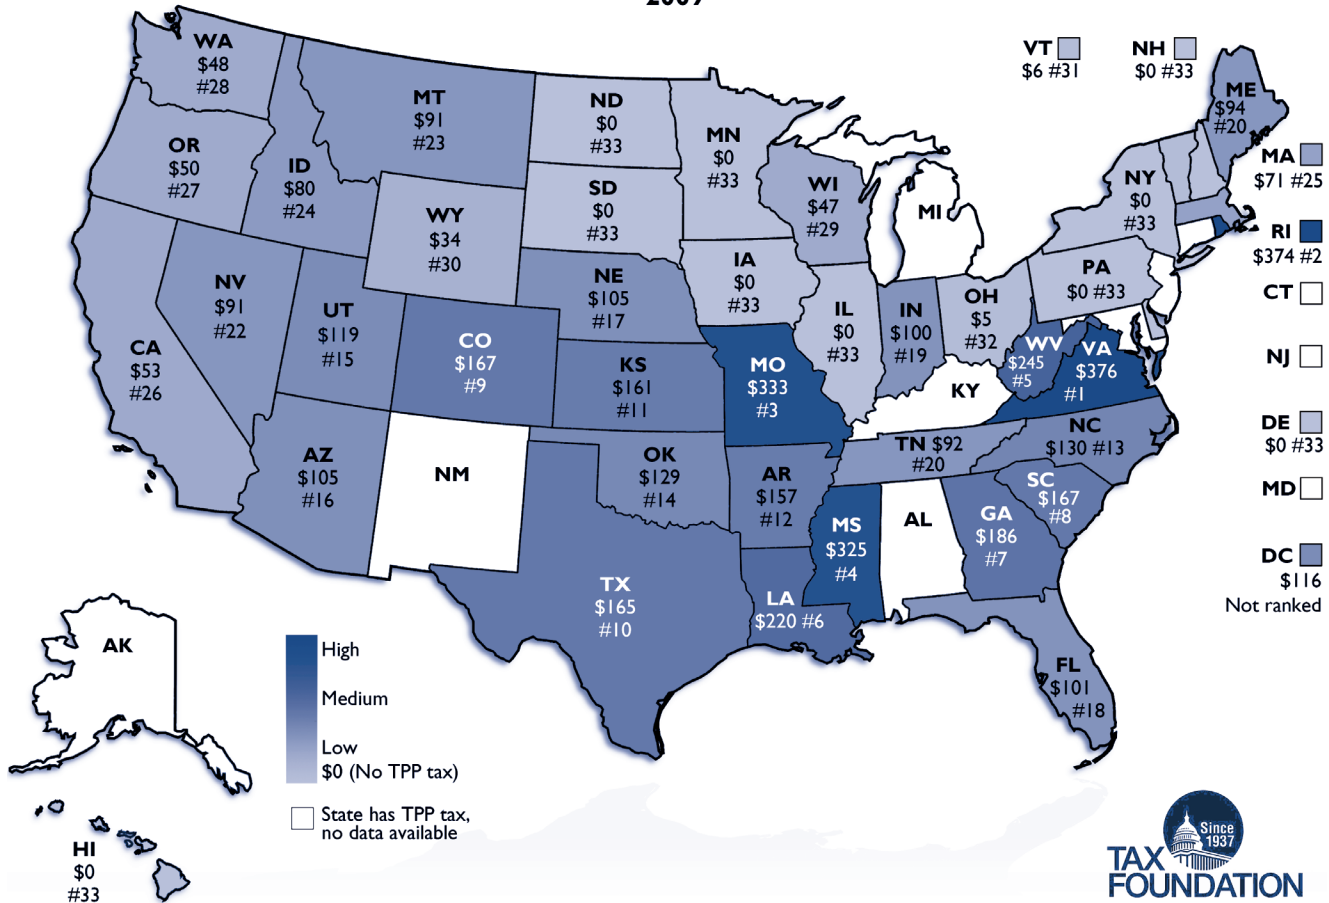 2009
WA
$48
#28
OR
$50
#27
CA
$53
#26
ID
$80
#24
NV
$91
#22
MT
$91
#23
WY
$34
#30
UT
$119
#15
AZ
$105
#16
CO
$167
#9
NM
ND
$0
#33
SD
$0
#33
NE
$105
#17
KS
$161
#11
OK
$129
#14
TX
$165
#10
MN
$0
#33
IA
$0
#33
MO
$333
#3
AR
$157
#12
LA
$220 #6
WI
$47
#29
IL
$0
#33
MS
$325
#4
MI
IN
$100
#19
OH
$5
#32
KY
TN $92
#20
AL
WV
$245
#5
VA
$376
#1
NC
$130 #13
SC
$167
#8
GA
$186
#7
FL
$101
#18
PA
$0 #33
NY
$0
#33
ME
$94
#20
VT
$6 #31
NH
$0 #33
MA
$71 #25
RI
$374 #2
CT
NJ
DE
$0 #33
MD
DC
$116
Not ranked
AK
HI
$0
#33
High
Medium
Low
$0 (No TPP tax)
State has TPP tax,
no data available
Since
1937
TAX
FOUNDATION